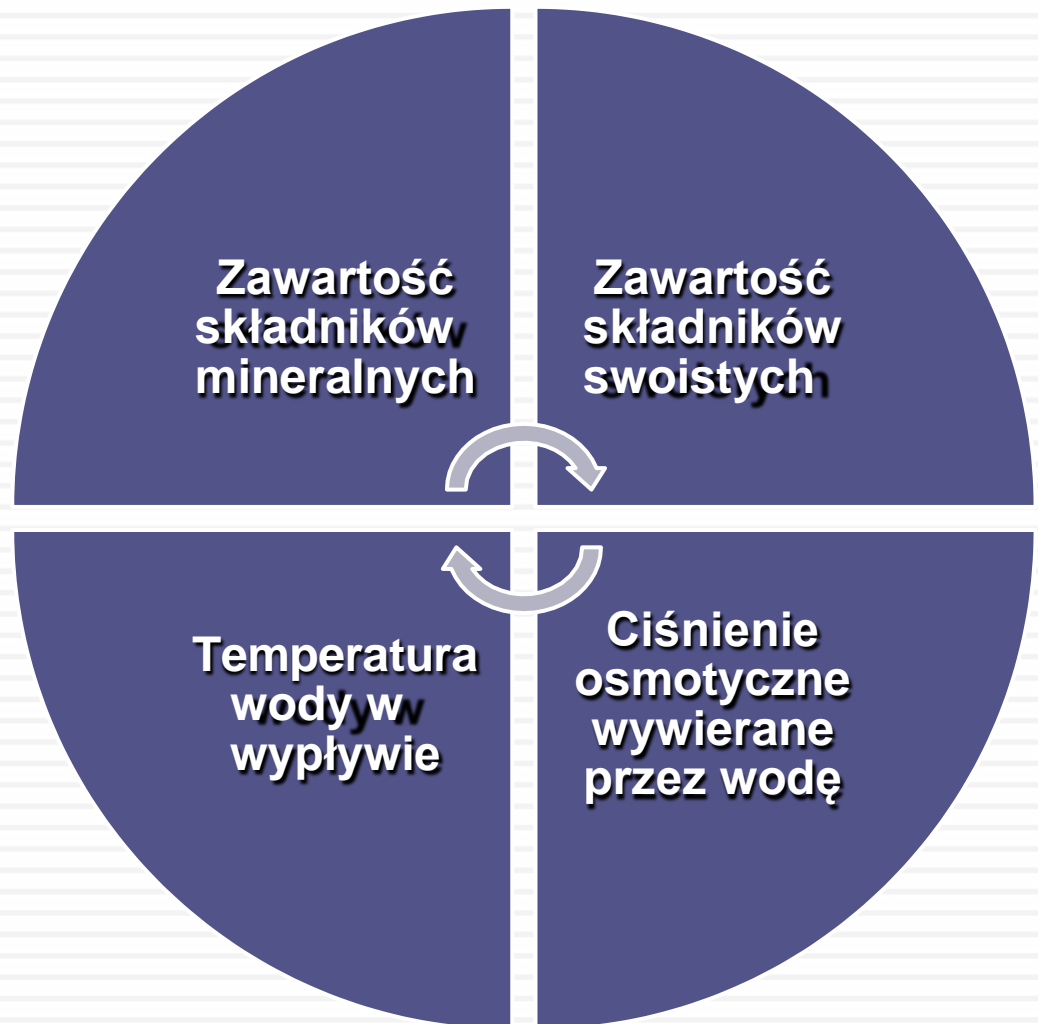 Zawartość
składników
mineralnych
Zawartość
składników
swoistych
Temperatura
wody w
wypływie
Ciśnienie
osmotyczne
wywierane
przez wodę